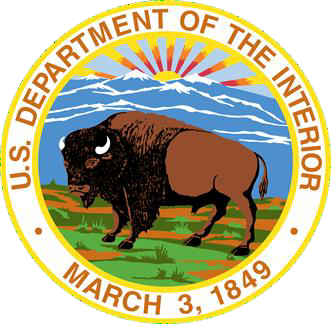 U.S. DEPARTMENT OF THE INTERIOR
MARCH 3, 1849